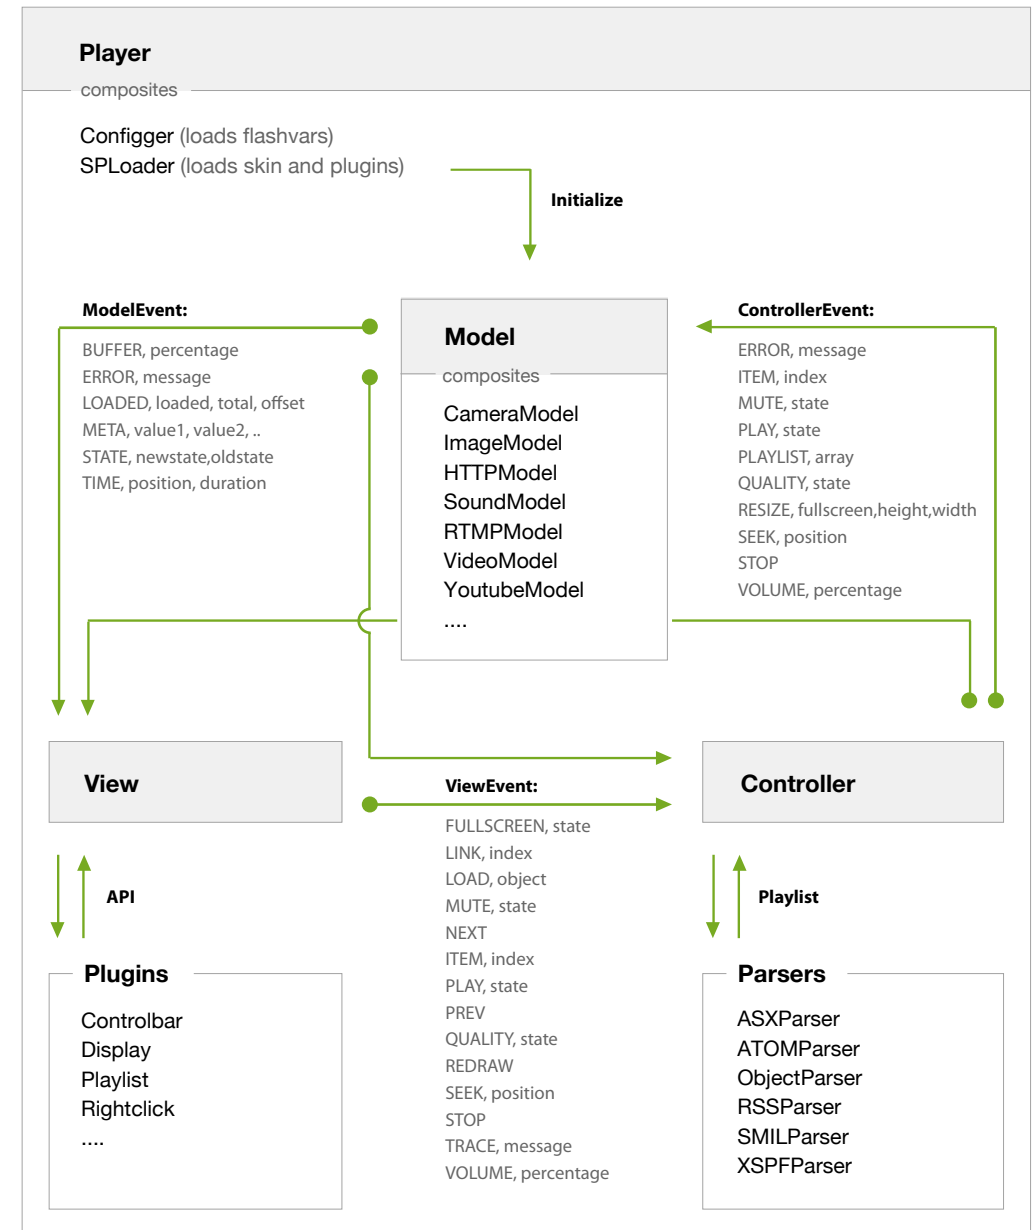 Player
composites
Configger (loads flashvars)
SPLoader (loads skin and plugins)
Initialize
ModelEvent:
BUFFER, percentage
ERROR, message
LOADED, loaded, total, offset
META, value1, value2, ..
STATE, newstate,oldstate
TIME, position, duration
Model
composites
CameraModel
ImageModel
HTTPModel
SoundModel
RTMPModel
VideoModel
YoutubeModel
....
ControllerEvent:
ERROR, message
ITEM, index
MUTE, state
PLAY, state
PLAYLIST, array
QUALITY, state
RESIZE, fullscreen,height,width
SEEK, position
STOP
VOLUME, percentage
View
API
Plugins
Controlbar
Display
Playlist
Rightclick
....
ViewEvent:
FULLSCREEN, state
LINK, index
LOAD, object
MUTE, state
NEXT
ITEM, index
PLAY, state
PREV
QUALITY, state
REDRAW
SEEK, position
STOP
TRACE, message
VOLUME, percentage
Controller
Playlist
Parsers
ASXParser
ATOMParser
ObjectParser
RSSParser
SMILParser
XSPFParser